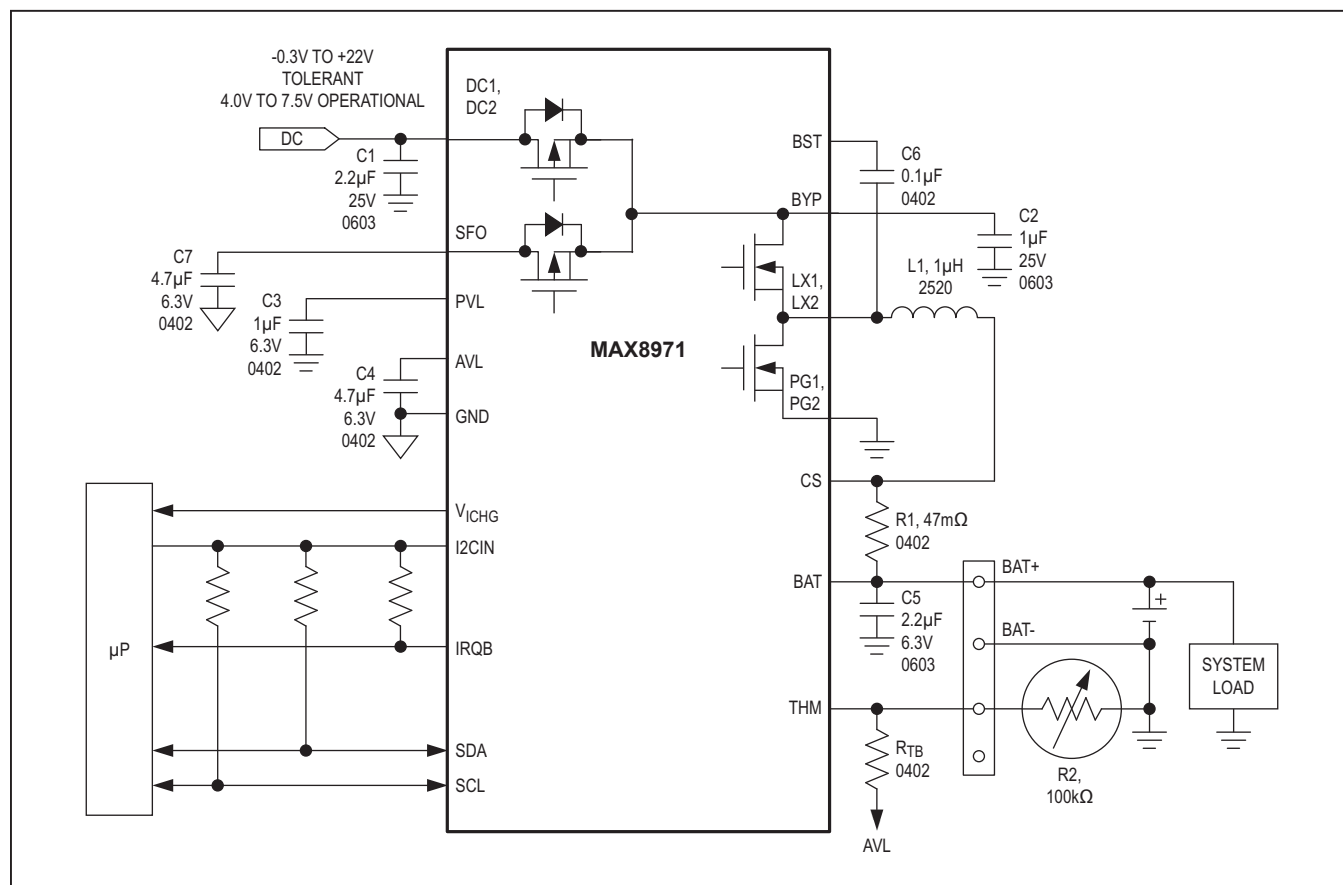 -0.3V TO +22V
TOLERANT
4.0V TO 7.5V OPERATIONAL
DC
C1
2.2µF
25V
0603
DC1,
DC2
SFO
C7
4.7µF
6.3V
0402
C3
1µF
6.3V
0402
PVL
AVL
C4
4.7µF
6.3V
0402
GND
MAX8971
BST
C6
0.1µF
0402
BYP
C2
1µF
25V
0603
LX1,
LX2
L1, 1µH
2520
PG1,
PG2
CS
R1, 47mΩ
0402
BAT
C5
2.2µF
6.3V
0603
BAT+
+
BAT-
SYSTEM
LOAD
THM
RTB
0402
AVL
R2,
100kΩ
µP
VICHG
I2CIN
IRQB
SDA
SCL